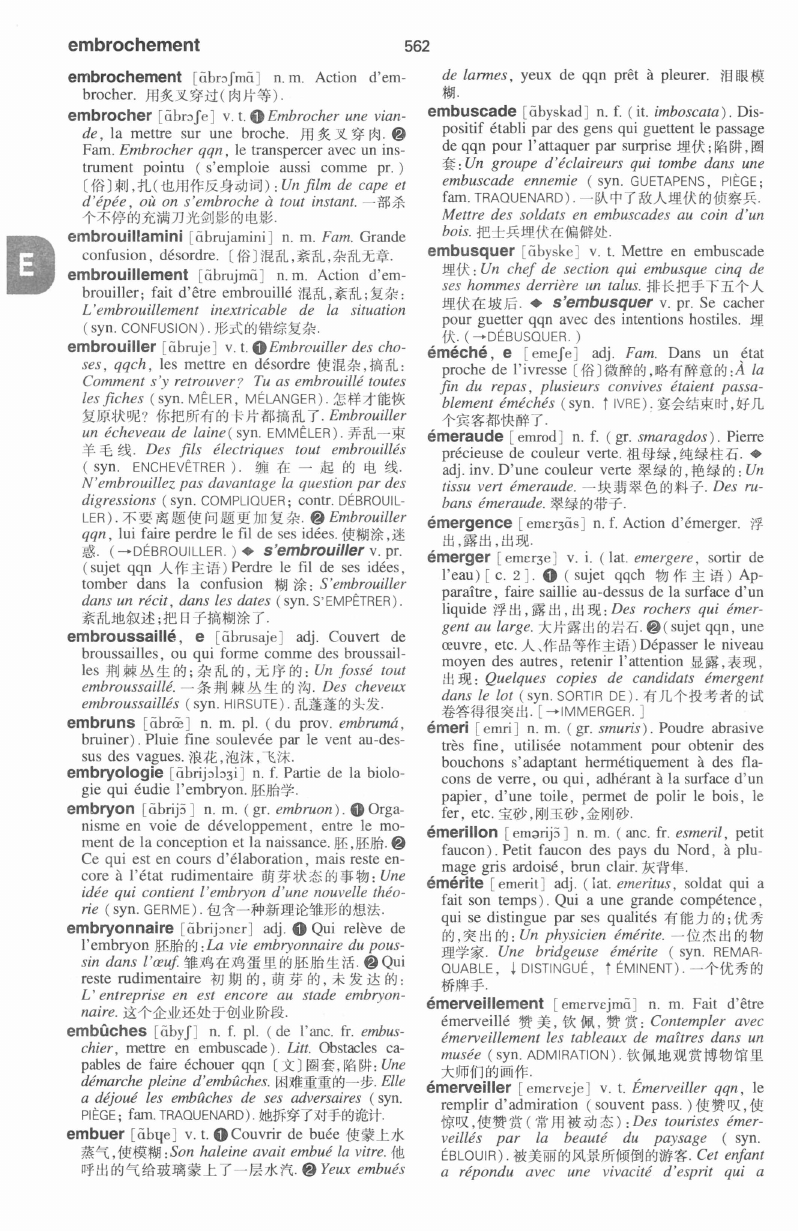 embrochement
562
embrochement [ɑ̃brɔʃmɑ̃] n. m. Action d'em-
brocher. 用炙叉穿过(肉片等).
embrocher [ɑ̃brɔʃe] v. t. ❶ Embrocher une vian-
de, la mettre sur une broche. 用炙叉穿肉. ❷
Fam. Embrocher qqn, le transpercer avec un ins-
trument pointu ( s'emploie aussi comme pr. )
〔俗〕刺,扎(也用作反身动词) : Un film de cape et
d'épée, où on s'embroche à tout instant. 一部杀
个不停的充满刀光剑影的电影.
embrouillamini [ɑ̃brujamini] n. m. Fam. Grande
confusion, désordre. 〔俗〕混乱,紊乱,杂乱无章.
embrouillement [ɑ̃brujmɑ̃] n. m. Action d'em-
brouiller; fait d'être embrouillé 混乱,紊乱;复杂:
L'embrouillement inextricable de la situation
( syn. CONFUSION ) . 形式的错综复杂.
embrouiller [ɑ̃bruje] v. t. ❶ Embrouiller des cho-
ses, qqch, les mettre en désordre 使混杂,搞乱:
Comment s'y retrouver? Tu as embrouillé toutes
les fiches ( syn. MÊLER, MÉLANGER) . 怎样才能恢
复原状呢? 你把所有的卡片都搞乱了. Embrouiller
un écheveau de laine( syn. EMMÊLER) . 弄乱一束
羊毛线. Des fils électriques tout embrouillés
( syn. ENCHEVÊTRER ) . 缠在一起的电线.
N'embrouillez pas davantage la question par des
digressions ( syn. COMPLIQUER; contr. DÉBROUIL-
LER) . 不要离题使问题更加复杂. ❷ Embrouiller
qqn, lui faire perdre le fil de ses idées. 使糊涂,迷
惑. (→DÉBROUILLER. ) ◆ s'embrouiller v. pr.
(sujet qqn 人作主语) Perdre le fil de ses idées,
tomber dans la confusion 糊涂: S'embrouiller
dans un récit, dans les dates ( syn. S'EMPÊTRER) .
紊乱地叙述;把日子搞糊涂了.
embroussaillé, e [ɑ̃brusaje] adj. Couvert de
broussailles, ou qui forme comme des broussail-
les 荆棘丛生的;杂乱的,无序的: Un fossé tout
embroussaillé. 一条荆棘丛生的沟. Des cheveux
embroussaillés ( syn. HIRSUTE) . 乱蓬蓬的头发.
embruns [ɑ̃brœ̃] n. m. pl. ( du prov. embrumá,
bruiner) . Pluie fine soulevée par le vent au-des-
sus des vagues. 浪花,泡沫,飞沫.
embryologie [ɑ̃brijɔlɔʒi] n. f. Partie de la biolo-
gie qui éudie l'embryon. 胚胎学.
embryon [ɑ̃brijɔ̃] n. m. ( gr. embruon) . ❶ Orga-
nisme en voie de développement, entre le mo-
ment de la conception et la naissance. 胚,胚胎. ❷
Ce qui est en cours d'élaboration, mais reste en-
core à l'état rudimentaire 萌芽状态的事物: Une
idée qui contient l'embryon d'une nouvelle théo-
rie ( syn. GERME) . 包含一种新理论雏形的想法.
embryonnaire [ɑ̃brijɔnɛr] adj. ❶ Qui relève de
l'embryon 胚胎的: La vie embryonnaire du pous-
sin dans l'œuf. 雏鸡在鸡蛋里的胚胎生活. ❷ Qui
reste rudimentaire 初期的,萌芽的,未发达的:
L'entreprise en est encore au stade embryon-
naire. 这个企业还处于创业阶段.
embûches [ɑ̃byʃ] n. f. pl. ( de l'anc. fr. embus-
chier, mettre en embuscade) . Litt. Obstacles ca-
pables de faire échouer qqn〔文〕圈套,陷阱: Une
démarche pleine d'embûches. 困难重重的一步. Elle
a déjoué les embûches de ses adversaires ( syn.
PIÈGE; fam. TRAQUENARD) . 她拆穿了对手的诡计.
embuer [ɑ̃bɥe] v. t. ❶ Couvrir de buée 使蒙上水
蒸气,使模糊: Son haleine avait embué la vitre. 他
呼出的气给玻璃蒙上了一层水汽. ❷ Yeux embués
E
de larmes, yeux de qqn prêt à pleurer. 泪眼模
糊.
embuscade [ɑ̃byskad] n. f. ( it. imboscata) . Dis-
positif établi par des gens qui guettent le passage
de qqn pour l'attaquer par surprise 埋伏;陷阱,圈
套: Un groupe d'éclaireurs qui tombe dans une
embuscade ennemie ( syn. GUETAPENS, PIÈGE;
fam. TRAQUENARD) . 一队中了敌人埋伏的侦察兵.
Mettre des soldats en embuscades au coin d'un
bois. 把士兵埋伏在偏僻处.
embusquer [ɑ̃byske] v. t. Mettre en embuscade
埋伏: Un chef de section qui embusque cinq de
ses hommes derrière un talus. 排长把手下五个人
埋伏在坡后. ◆ s'embusquer v. pr. Se cacher
pour guetter qqn avec des intentions hostiles. 埋
伏. (→DÉBUSQUER. )
éméché, e [emeʃe] adj. Fam. Dans un état
proche de l'ivresse〔俗〕微醉的,略有醉意的: À la
fin du repas, plusieurs convives étaient passa-
blement éméchés ( syn. ↑ IVRE) . 宴会结束时,好几
个宾客都快醉了.
émeraude [emrod] n. f. ( gr. smaragdos) . Pierre
précieuse de couleur verte. 祖母绿,纯绿柱石. ◆
adj. inv. D'une couleur verte 翠绿的,艳绿的: Un
tissu vert émeraude. 一块翡翠色的料子. Des ru-
bans émeraude. 翠绿的带子.
émergence [emɛrʒɑ̃s] n. f. Action d'émerger. 浮
出,露出,出现.
émerger [emɛrʒe] v. i. ( lat. emergere, sortir de
l'eau) [ c. 2 ] . ❶ ( sujet qqch 物作主语) Ap-
paraître, faire saillie au-dessus de la surface d'un
liquide 浮出,露出,出现: Des rochers qui émer-
gent au large. 大片露出的岩石. ❷ ( sujet qqn, une
œuvre, etc. 人、作品等作主语) Dépasser le niveau
moyen des autres, retenir l'attention 显露,表现,
出现: Quelques copies de candidats émergent
dans le lot ( syn. SORTIR DE) . 有几个投考者的试
卷答得很突出. [→IMMERGER. ]
émeri [emri] n. m. ( gr. smuris) . Poudre abrasive
très fine, utilisée notamment pour obtenir des
bouchons s'adaptant hermétiquement à des fla-
cons de verre, ou qui, adhérant à la surface d'un
papier, d'une toile, permet de polir le bois, le
fer, etc. 宝砂,刚玉砂,金刚砂.
émerillon [emərijɔ̃] n. m. ( anc. fr. esmeril, petit
faucon) . Petit faucon des pays du Nord, à plu-
mage gris ardoisé, brun clair. 灰背隼.
émérite [emerit] adj. ( lat. emeritus, soldat qui a
fait son temps) . Qui a une grande compétence,
qui se distingue par ses qualités 有能力的;优秀
的,突出的: Un physicien émérite. 一位杰出的物
理学家. Une bridgeuse émérite ( syn. REMAR-
QUABLE, ↓ DISTINGUÉ, ↑ ÉMINENT) . 一个优秀的
桥牌手.
émerveillement [emɛrvɛjmɑ̃] n. m. Fait d'être
émerveillé 赞美,钦佩,赞赏: Contempler avec
émerveillement les tableaux de maîtres dans un
musée ( syn. ADMIRATION) . 钦佩地观赏博物馆里
大师们的画作.
émerveiller [emɛrvɛje] v. t. Émerveiller qqn, le
remplir d'admiration ( souvent pass. ) 使赞叹,使
惊叹,使赞赏(常用被动态) : Des touristes émer-
veillés par la beauté du paysage ( syn.
ÉBLOUIR) . 被美丽的风景所倾倒的游客. Cet enfant
a répondu avec une vivacité d'esprit qui a